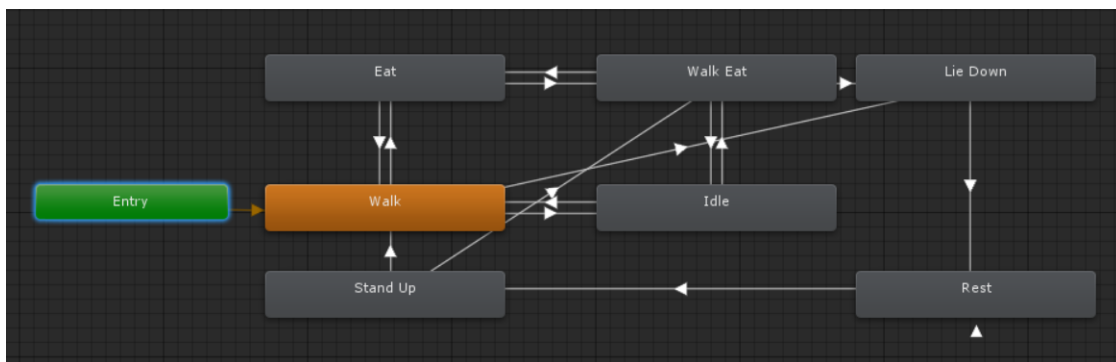 Eat
Walk Eat
Lie Down
Entry
Walk
Idle
Stand Up
Rest